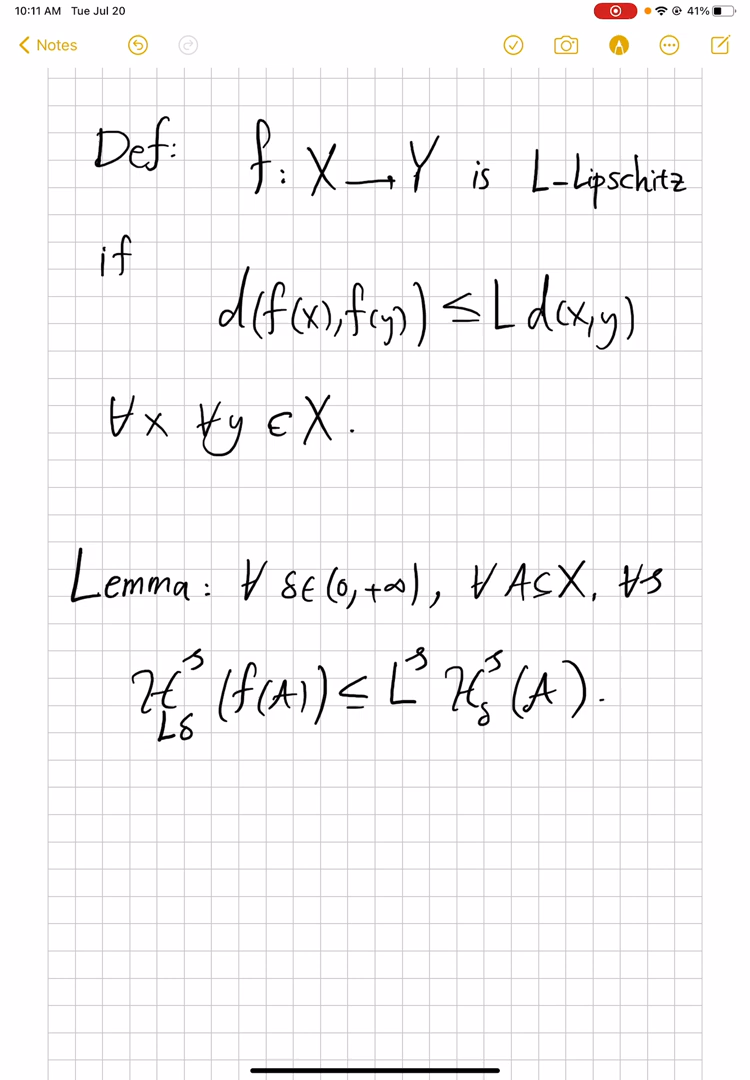 10:11 AM Tue Jul 20 41%
Notes
Def: f: X → Y is L-Lipschitz
if
d(f(x), f(y)) ≤ L d(x,y)
∀x ∀y ∈ X.
Lemma: ∀ δ∈(0,+∞), ∀ A⊂X, ∀s
ℋ^s_{Lδ} (f(A)) ≤ L^s ℋ^s_δ (A).